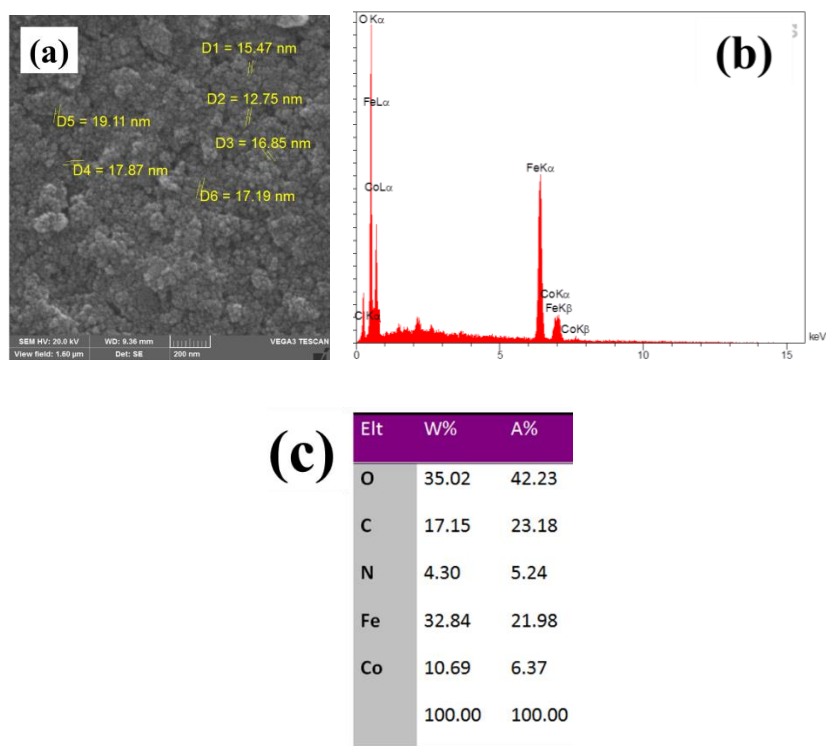 (a)
D1 = 15.47 nm
D2 = 12.75 nm
D5 = 19.11 nm
D3 = 16.85 nm
D4 = 17.87 nm
D6 = 17.19 nm
SEM HV: 20.0 kV WD: 9.36 mm VEGA3 TESCAN
View field: 1.60 µm Det: SE 200 nm
(b)
O Kα
FeLα
CoLα
C Kα
FeKα
CoKα
FeKβ
CoKβ
0 5 10 15 keV
(c)
Elt W% A%
O 35.02 42.23
C 17.15 23.18
N 4.30 5.24
Fe 32.84 21.98
Co 10.69 6.37
100.00 100.00